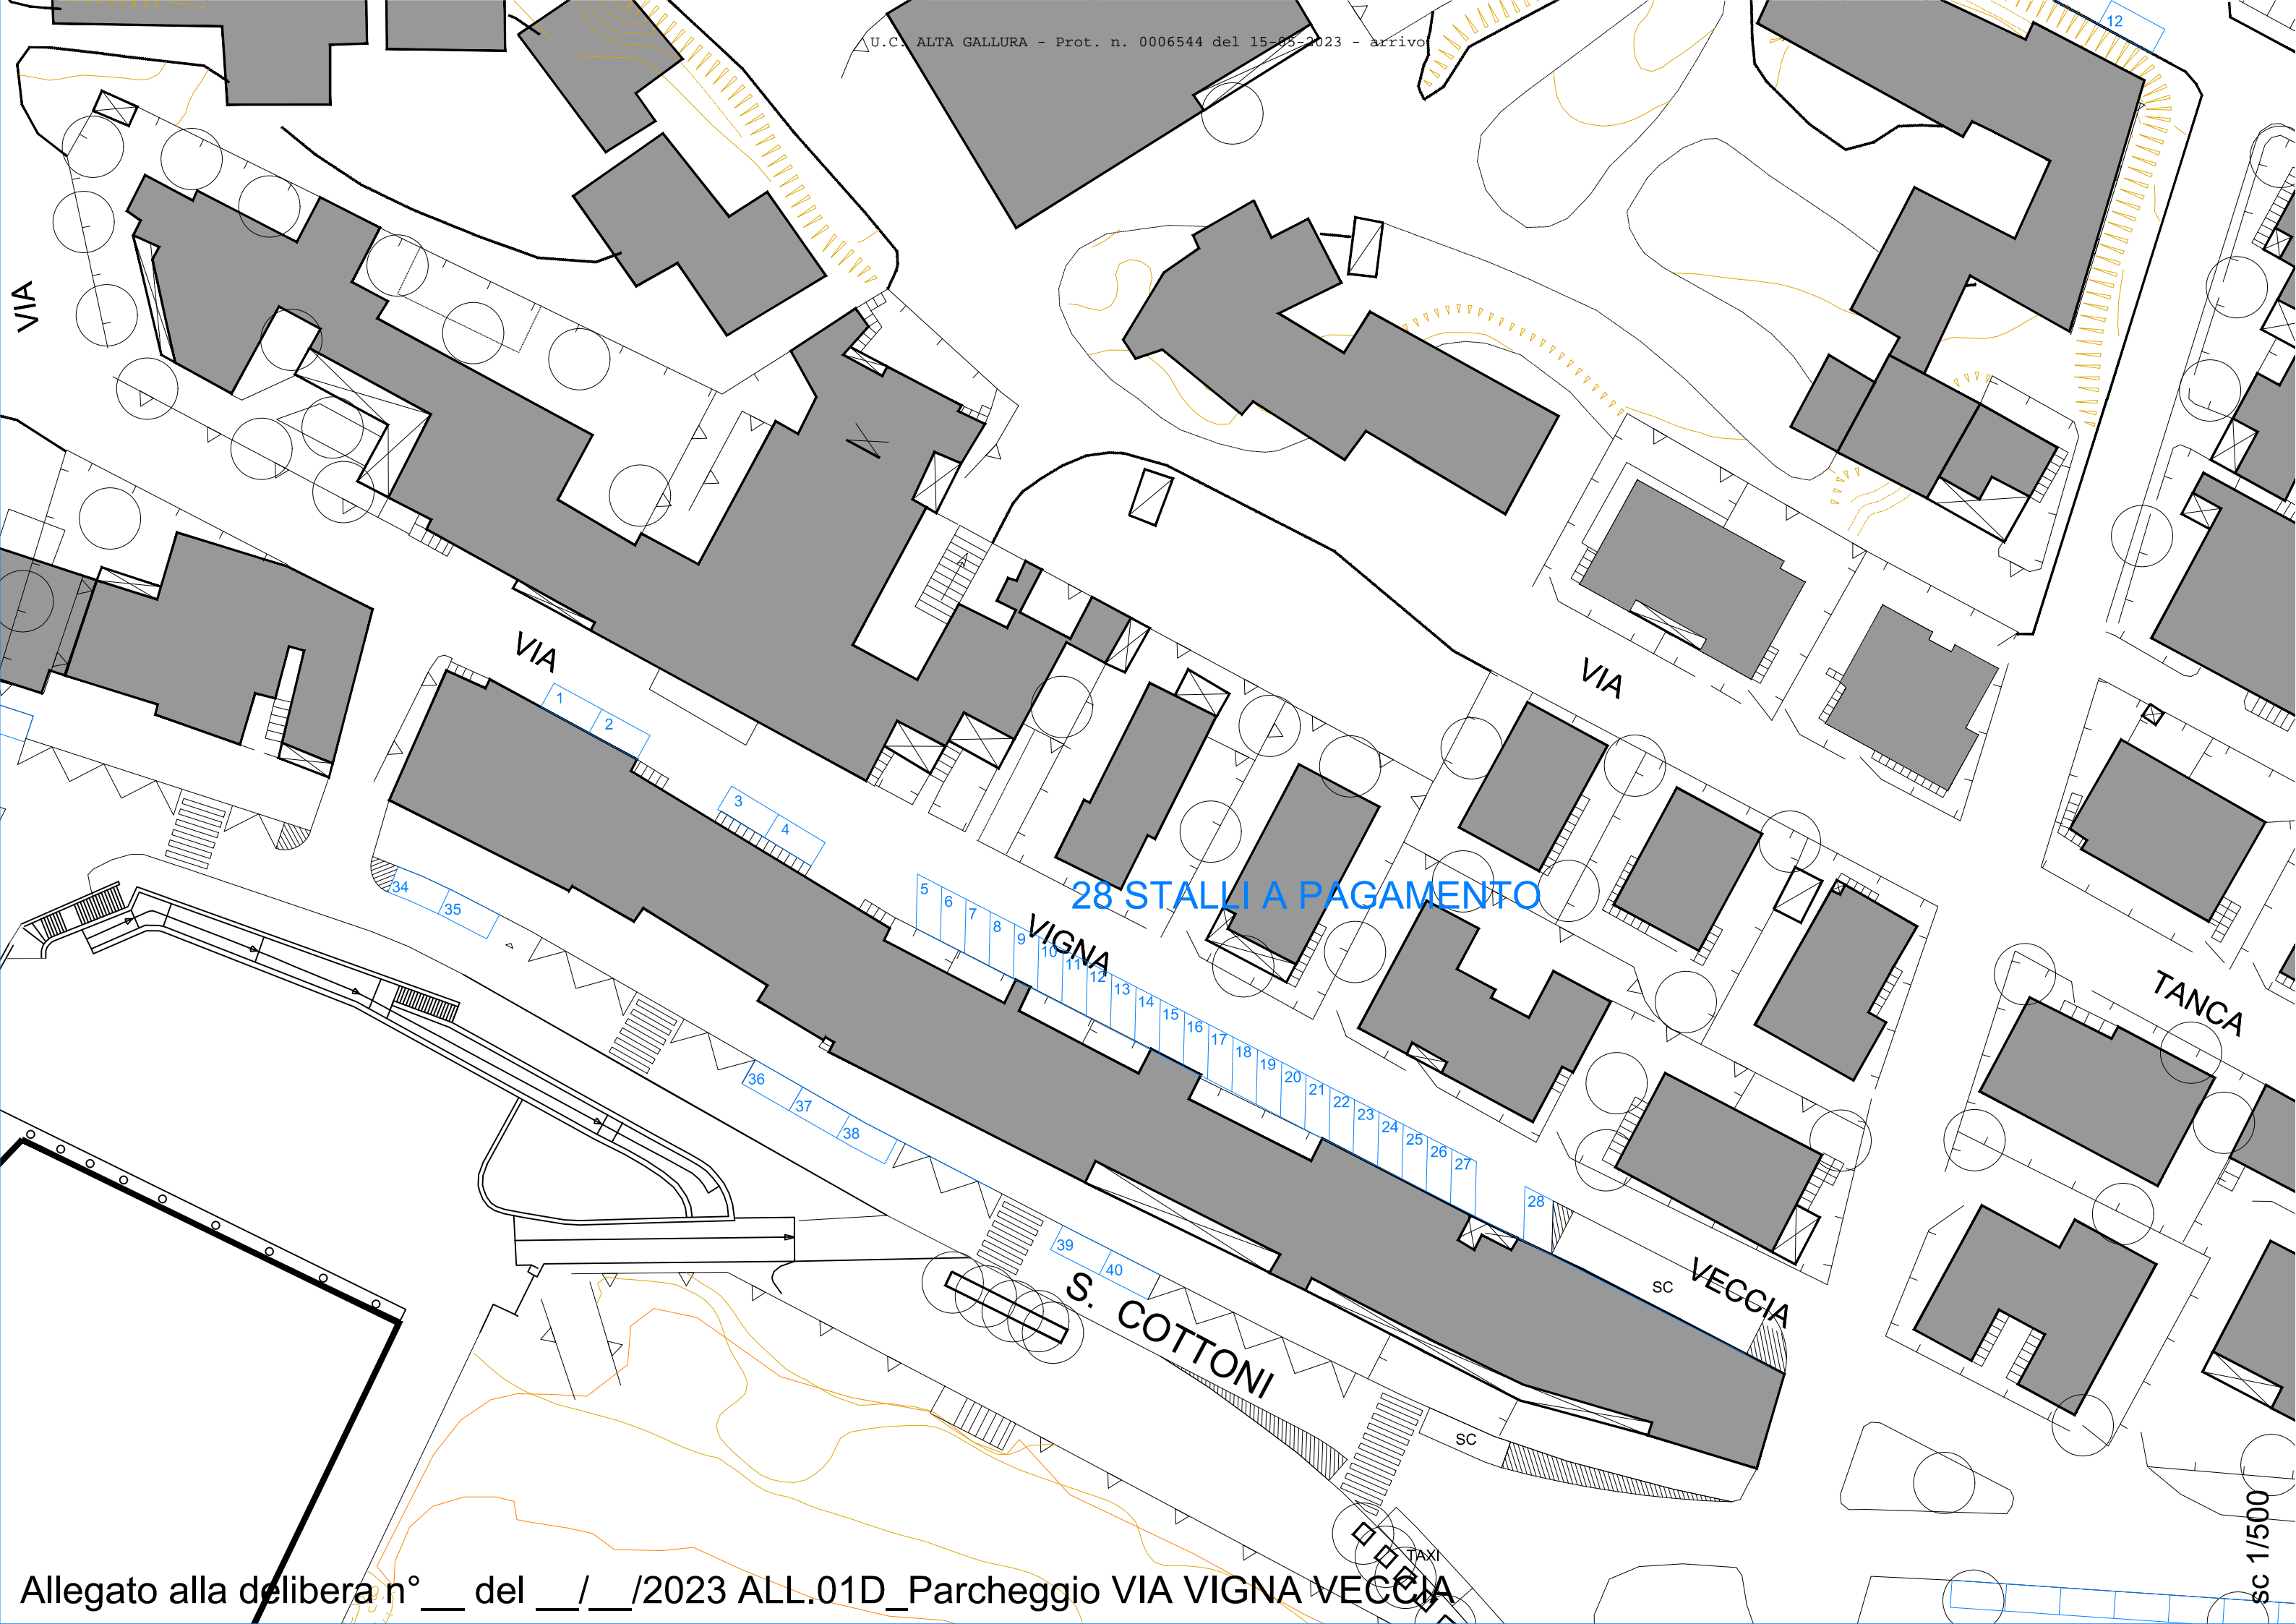 12
U.C. ALTA GALLURA - Prot. n. 0006544 del 15-05-2023 - arrivo
VIA
VIA
VIA
1
2
3
4
28 STALLI A PAGAMENTO
5
6
7
8
9
10
11
12
13
14
15
16
17
18
19
20
21
22
23
24
25
26
27
28
VIGNA
VECCIA
TANCA
34
35
36
37
38
39
40
S. COTTONI
SC
SC
TAXI
sc 1/500
Allegato alla delibera n°__ del __/__/2023 ALL.01D_Parcheggio VIA VIGNA VECCIA